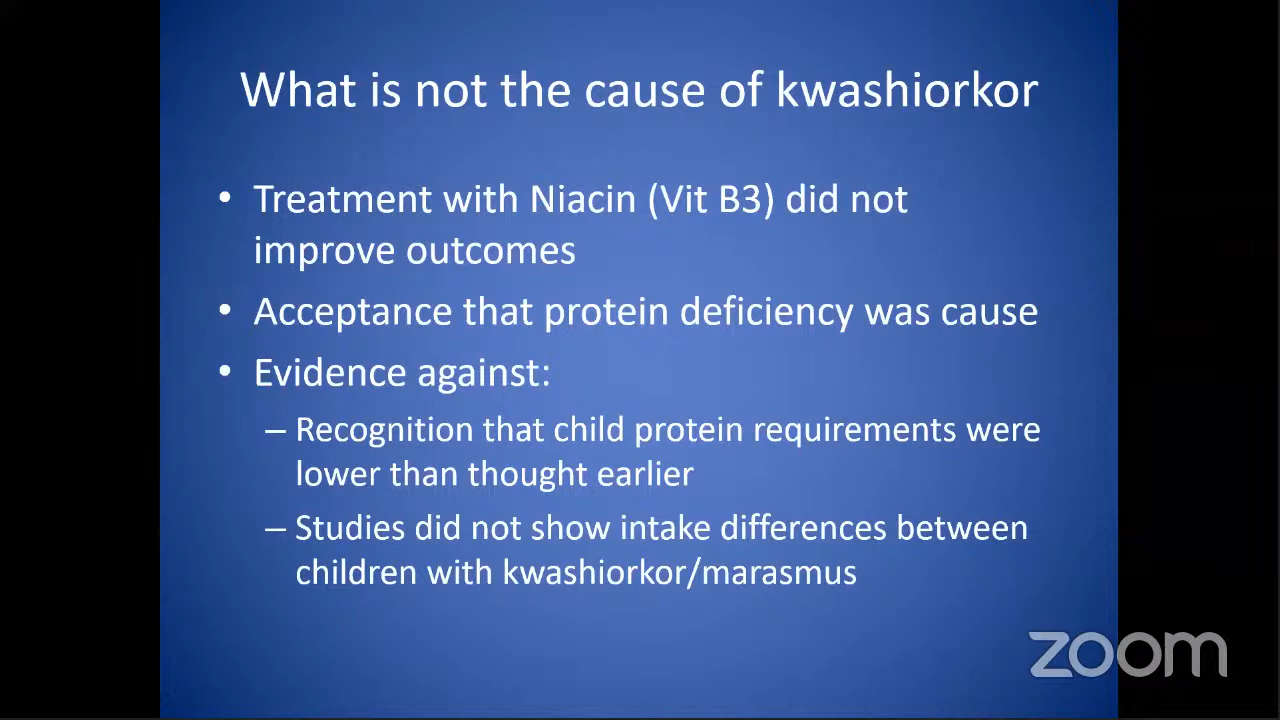 What is not the cause of kwashiorkor
• Treatment with Niacin (Vit B3) did not
improve outcomes
• Acceptance that protein deficiency was cause
• Evidence against:
– Recognition that child protein requirements were
lower than thought earlier
– Studies did not show intake differences between
children with kwashiorkor/marasmus
zoom